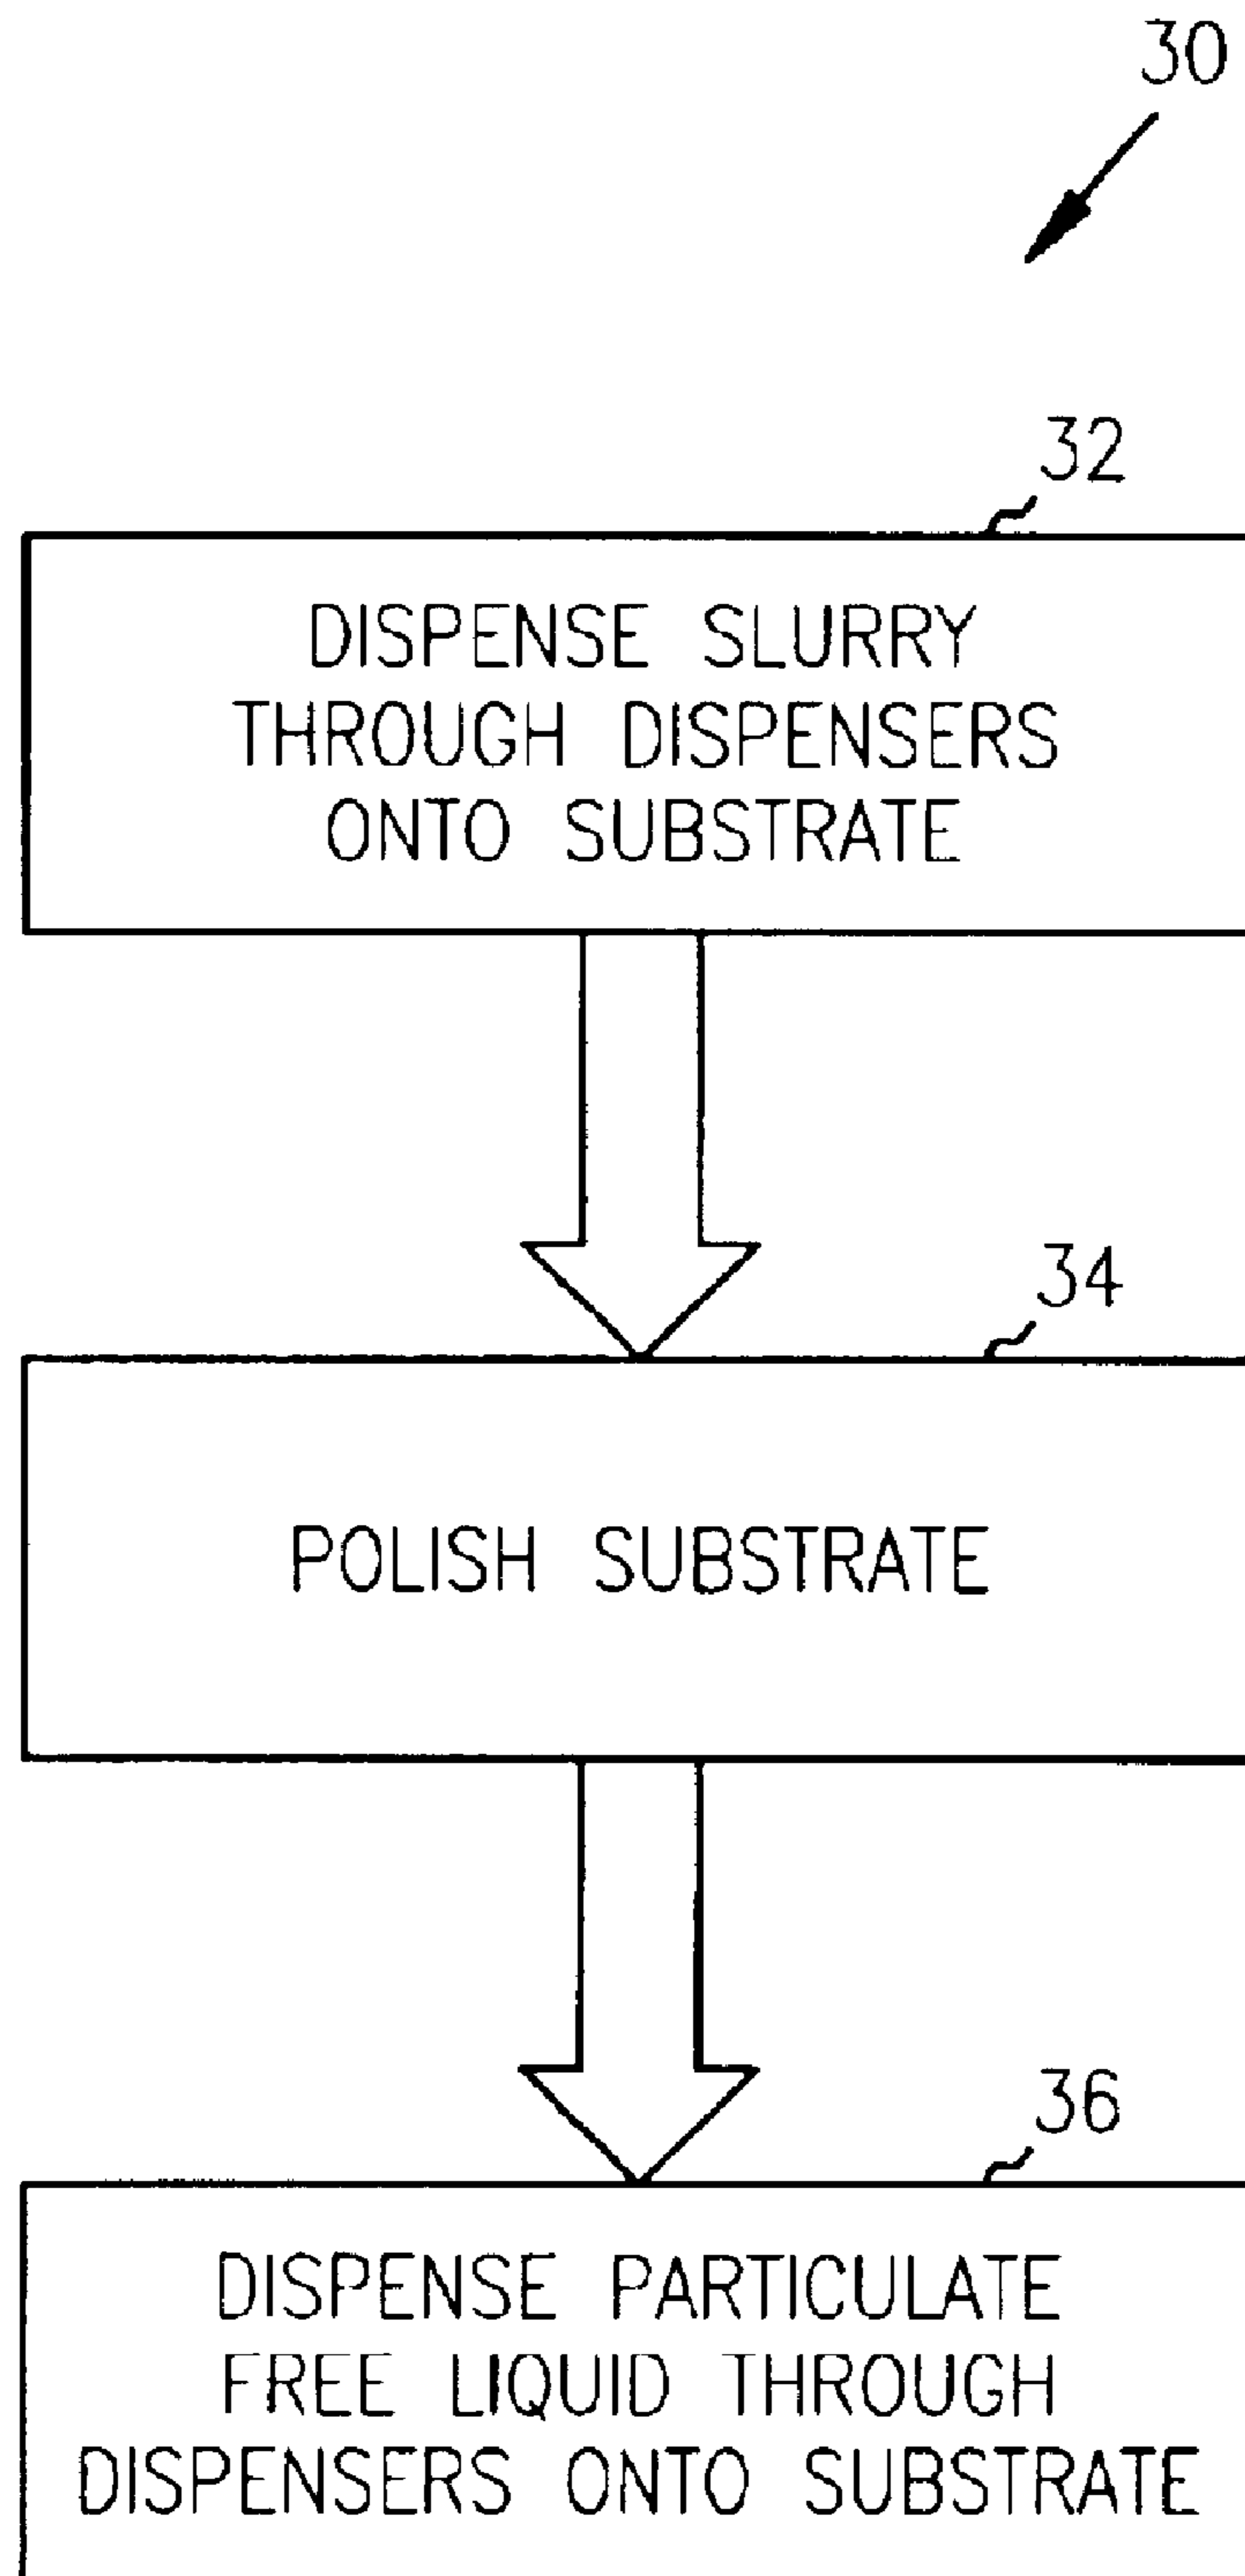 30
32
DISPENSE SLURRY
THROUGH DISPENSERS
ONTO SUBSTRATE
34
POLISH SUBSTRATE
36
DISPENSE PARTICULATE
FREE LIQUID THROUGH
DISPENSERS ONTO SUBSTRATE